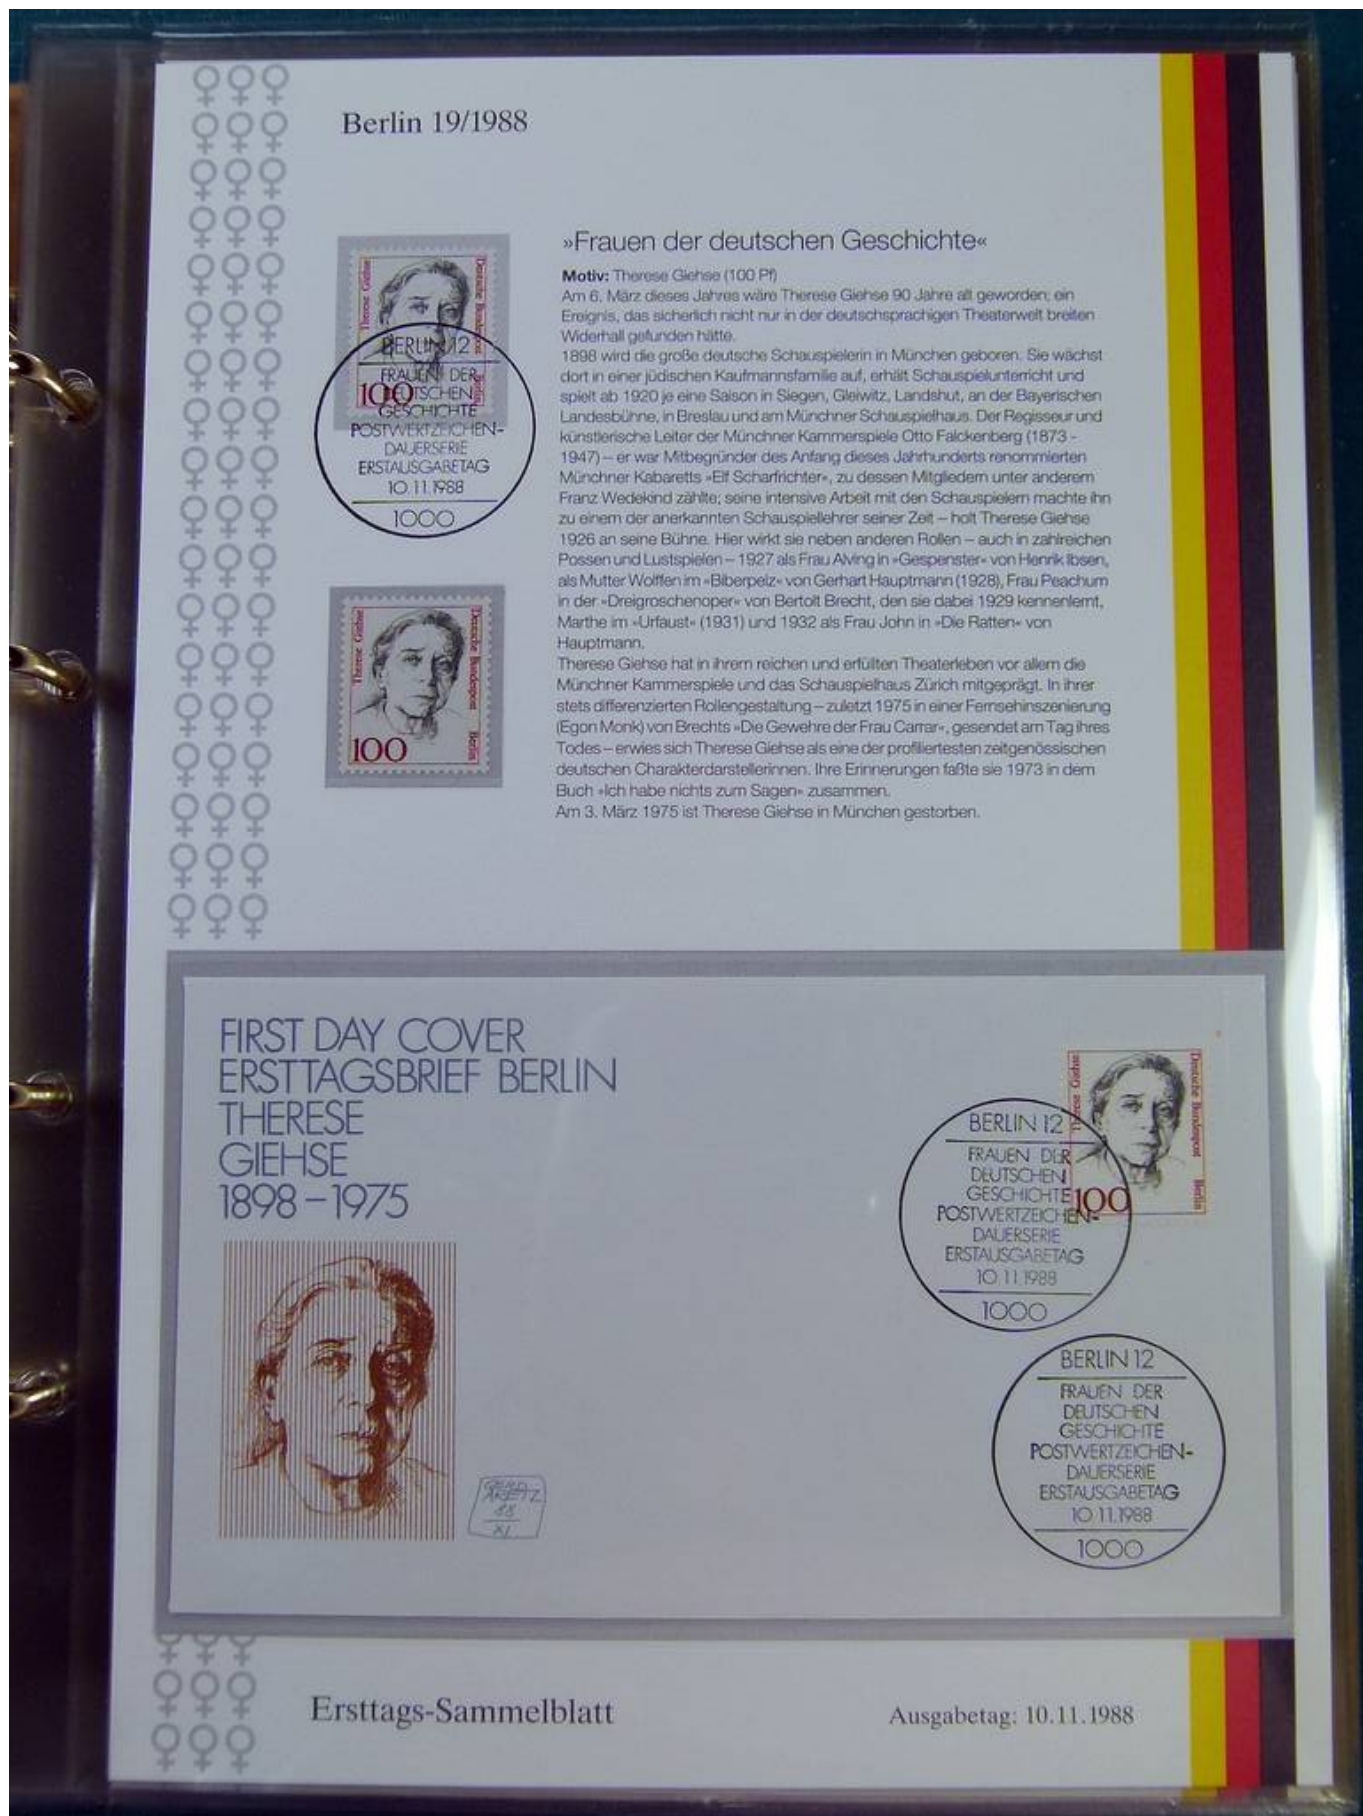 Berlin 19/1988
Therese Giehse
Deutsche Bundespost
Berlin
100
BERLIN 12
FRAUEN DER
DEUTSCHEN
GESCHICHTE
POSTWERTZEICHEN-
DAUERSERIE
ERSTAUSGABETAG
10.11.1988
1000
Therese Giehse
Deutsche Bundespost
Berlin
100
»Frauen der deutschen Geschichte«
Motiv: Therese Giehse (100 Pf)
Am 6. März dieses Jahres wäre Therese Giehse 90 Jahre alt geworden; ein
Ereignis, das sicherlich nicht nur in der deutschsprachigen Theaterwelt breiten
Widerhall gefunden hätte.
1898 wird die große deutsche Schauspielerin in München geboren. Sie wächst
dort in einer jüdischen Kaufmannsfamilie auf, erhält Schauspielunterricht und
spielt ab 1920 je eine Saison in Siegen, Gleiwitz, Landshut, an der Bayerischen
Landesbühne, in Breslau und am Münchner Schauspielhaus. Der Regisseur und
künstlerische Leiter der Münchner Kammerspiele Otto Falckenberg (1873 -
1947) – er war Mitbegründer des Anfang dieses Jahrhunderts renommierten
Münchner Kabaretts »Elf Scharfrichter«, zu dessen Mitgliedern unter anderem
Franz Wedekind zählte; seine intensive Arbeit mit den Schauspielern machte ihn
zu einem der anerkannten Schauspiellehrer seiner Zeit – holt Therese Giehse
1926 an seine Bühne. Hier wirkt sie neben anderen Rollen – auch in zahlreichen
Possen und Lustspielen – 1927 als Frau Alving in »Gespenster« von Henrik Ibsen,
als Mutter Wolffen im »Biberpelz« von Gerhart Hauptmann (1928), Frau Peachum
in der »Dreigroschenoper« von Bertolt Brecht, den sie dabei 1929 kennenlernt,
Marthe im »Urfaust« (1931) und 1932 als Frau John in »Die Ratten« von
Hauptmann.
Therese Giehse hat in ihrem reichen und erfüllten Theaterleben vor allem die
Münchner Kammerspiele und das Schauspielhaus Zürich mitgeprägt. In ihrer
stets differenzierten Rollengestaltung – zuletzt 1975 in einer Fernsehinszenierung
(Egon Monk) von Brechts »Die Gewehre der Frau Carrar«, gesendet am Tag ihres
Todes – erwies sich Therese Giehse als eine der profiliertesten zeitgenössischen
deutschen Charakterdarstellerinnen. Ihre Erinnerungen faßte sie 1973 in dem
Buch »Ich habe nichts zum Sagen« zusammen.
Am 3. März 1975 ist Therese Giehse in München gestorben.
FIRST DAY COVER
ERSTTAGSBRIEF BERLIN
THERESE
GIEHSE
1898 – 1975
GERD
ARETZ
88
XI
Therese Giehse
Deutsche Bundespost
Berlin
100
BERLIN 12
FRAUEN DER
DEUTSCHEN
GESCHICHTE
POSTWERTZEICHEN-
DAUERSERIE
ERSTAUSGABETAG
10.11.1988
1000
BERLIN 12
FRAUEN DER
DEUTSCHEN
GESCHICHTE
POSTWERTZEICHEN-
DAUERSERIE
ERSTAUSGABETAG
10.11.1988
1000
Ersttags-Sammelblatt
Ausgabetag: 10.11.1988